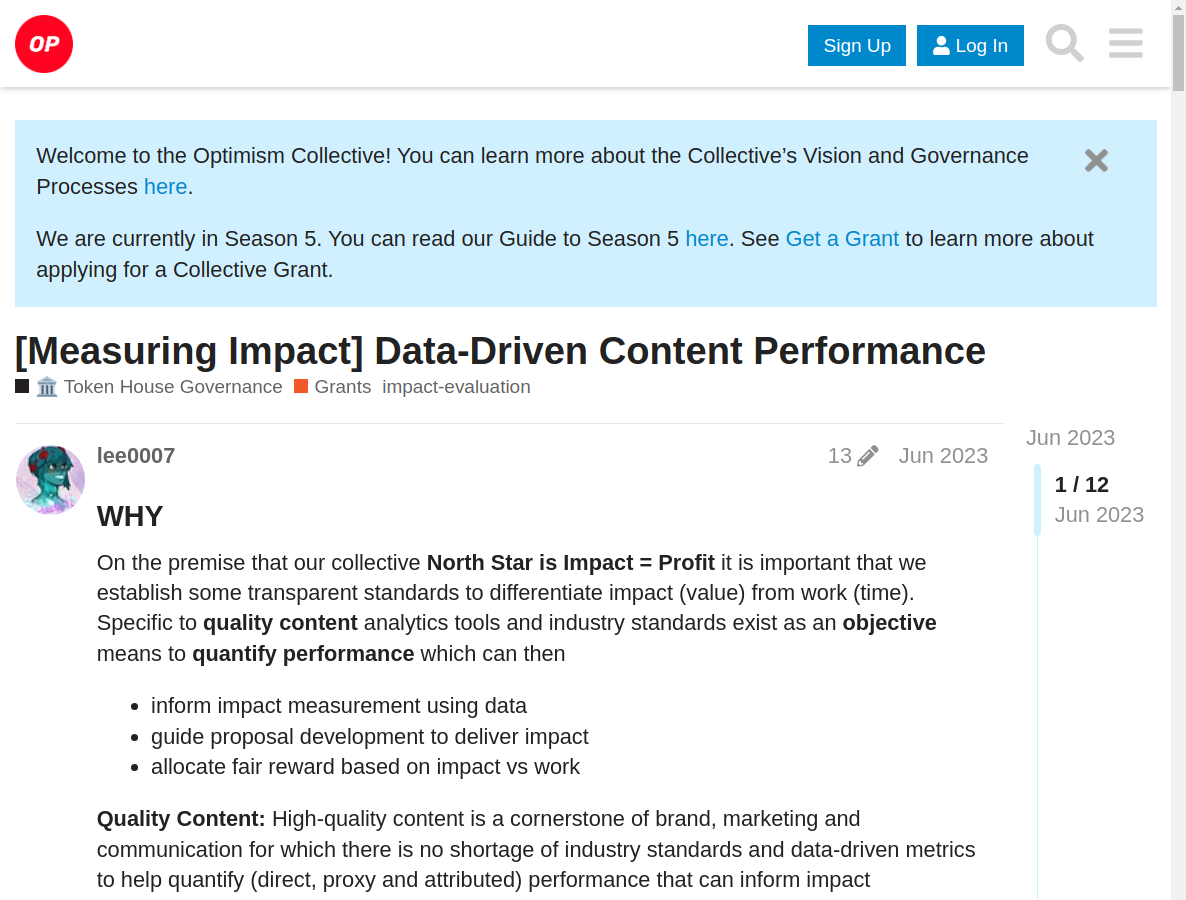 OP
Sign Up
Log In
Welcome to the Optimism Collective! You can learn more about the Collective’s Vision and Governance
Processes here.
We are currently in Season 5. You can read our Guide to Season 5 here. See Get a Grant to learn more about
applying for a Collective Grant.
[Measuring Impact] Data-Driven Content Performance
Token House Governance Grants impact-evaluation
lee0007 13 Jun 2023
Jun 2023
1 / 12
Jun 2023
WHY
On the premise that our collective North Star is Impact = Profit it is important that we
establish some transparent standards to differentiate impact (value) from work (time).
Specific to quality content analytics tools and industry standards exist as an objective
means to quantify performance which can then
• inform impact measurement using data
• guide proposal development to deliver impact
• allocate fair reward based on impact vs work
Quality Content: High-quality content is a cornerstone of brand, marketing and
communication for which there is no shortage of industry standards and data-driven metrics
to help quantify (direct, proxy and attributed) performance that can inform impact